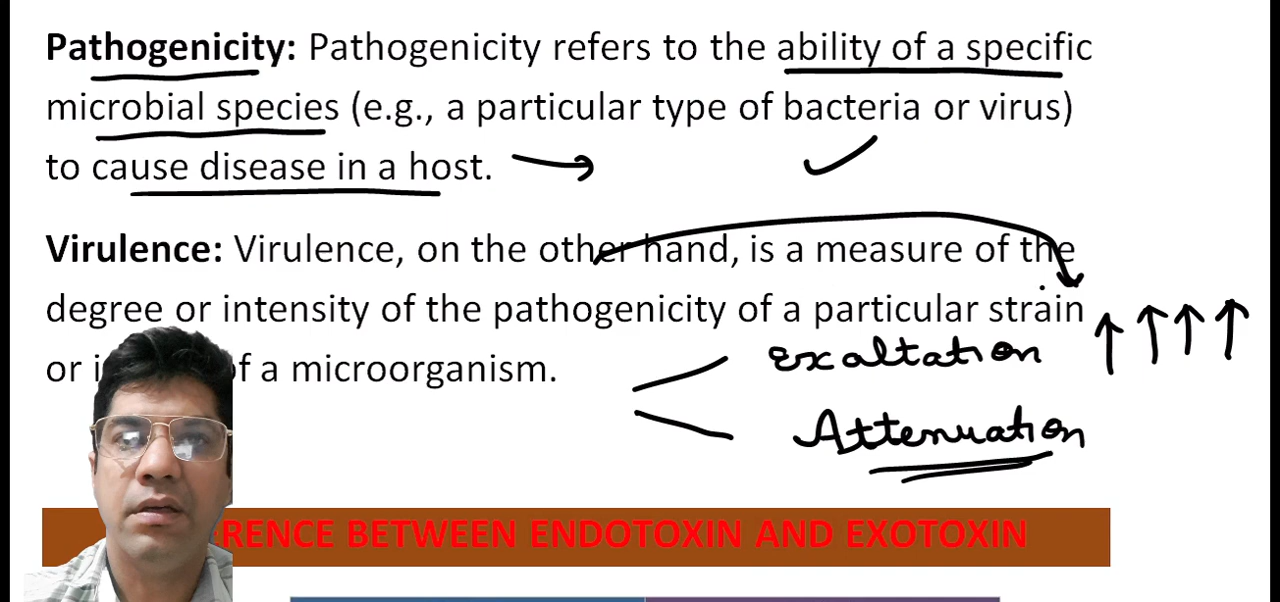 Pathogenicity: Pathogenicity refers to the ability of a specific
microbial species (e.g., a particular type of bacteria or virus)
to cause disease in a host.
Virulence: Virulence, on the other hand, is a measure of the
degree or intensity of the pathogenicity of a particular strain
or of a microorganism.
Exaltation
Attenuation
RENCE BETWEEN ENDOTOXIN AND EXOTOXIN